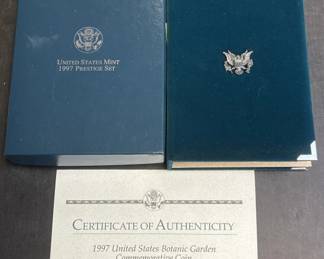 UNITED STATES MINT
1997 PRESTIGE SET
CERTIFICATE OF AUTHENTICITY
1997 United States Botanic Garden
Commemorative Coin